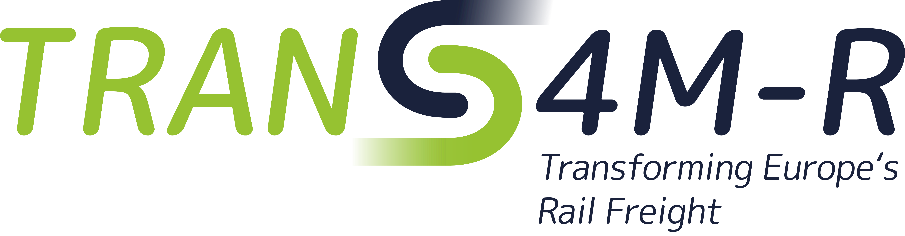 TRANS4M-R
Transforming Europe‘s
Rail Freight